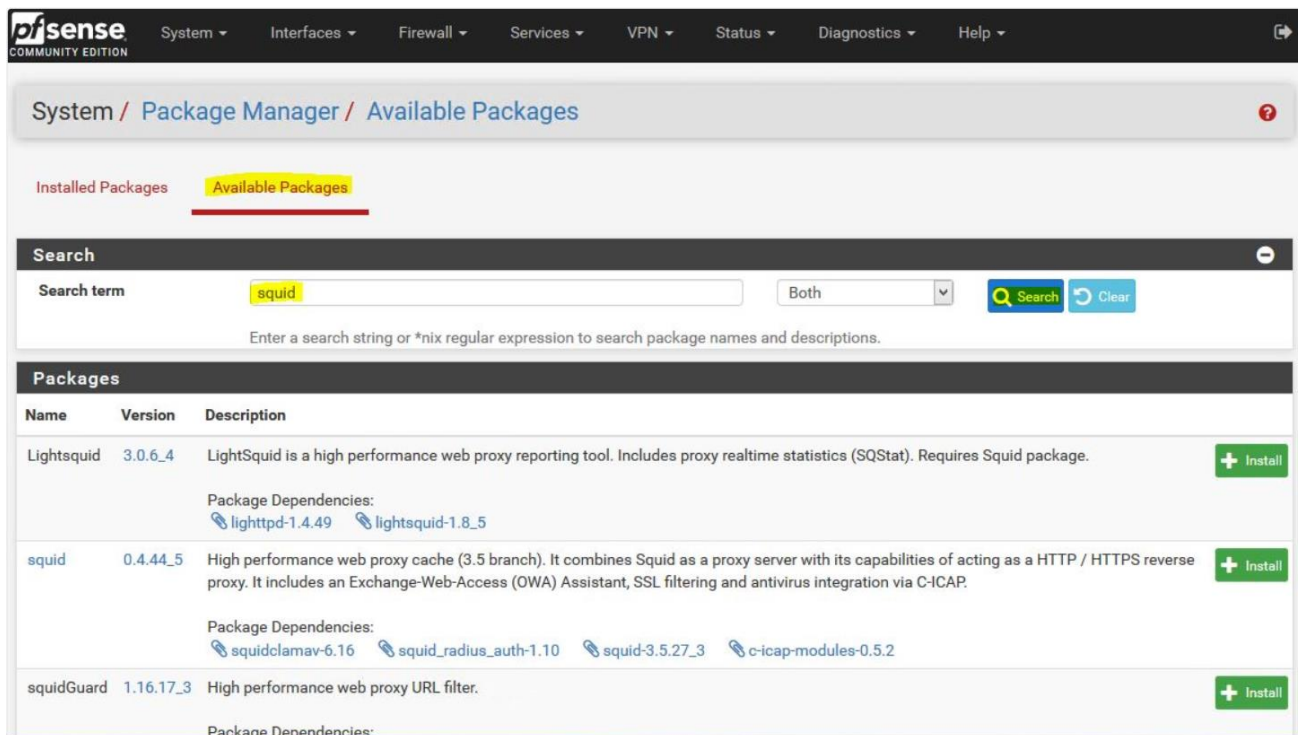 pfsense
COMMUNITY EDITION
System Interfaces Firewall Services VPN Status Diagnostics Help
System / Package Manager / Available Packages
Installed Packages Available Packages
Search
Search term squid Both Search Clear
Enter a search string or *nix regular expression to search package names and descriptions.
Packages
Name Version Description
Lightsquid 3.0.6_4 LightSquid is a high performance web proxy reporting tool. Includes proxy realtime statistics (SQStat). Requires Squid package. Install
Package Dependencies:
lighttpd-1.4.49 lightsquid-1.8_5
squid 0.4.44_5 High performance web proxy cache (3.5 branch). It combines Squid as a proxy server with its capabilities of acting as a HTTP / HTTPS reverse
proxy. It includes an Exchange-Web-Access (OWA) Assistant, SSL filtering and antivirus integration via C-ICAP. Install
Package Dependencies:
squidclamav-6.16 squid_radius_auth-1.10 squid-3.5.27_3 c-icap-modules-0.5.2
squidGuard 1.16.17_3 High performance web proxy URL filter. Install
Package Dependencies: